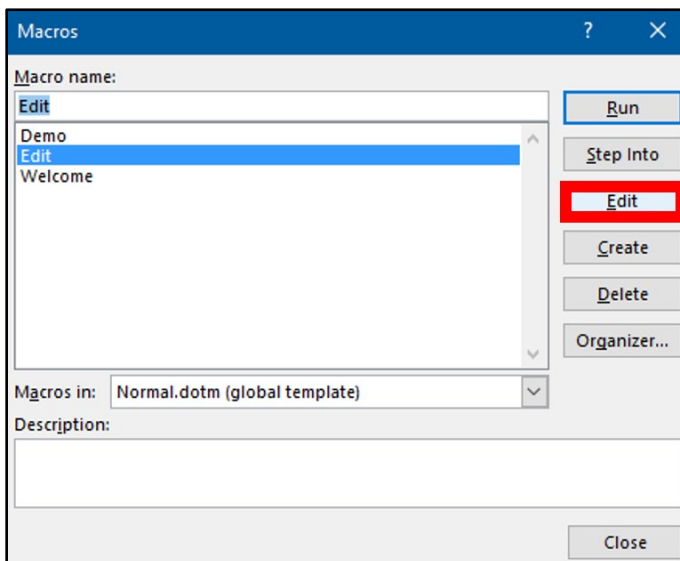 Macros ?
Macro name:
Edit
Run
Demo
Edit
Welcome
Step Into
Edit
Create
Delete
Organizer...
Macros in: Normal.dotm (global template)
Description:
Close